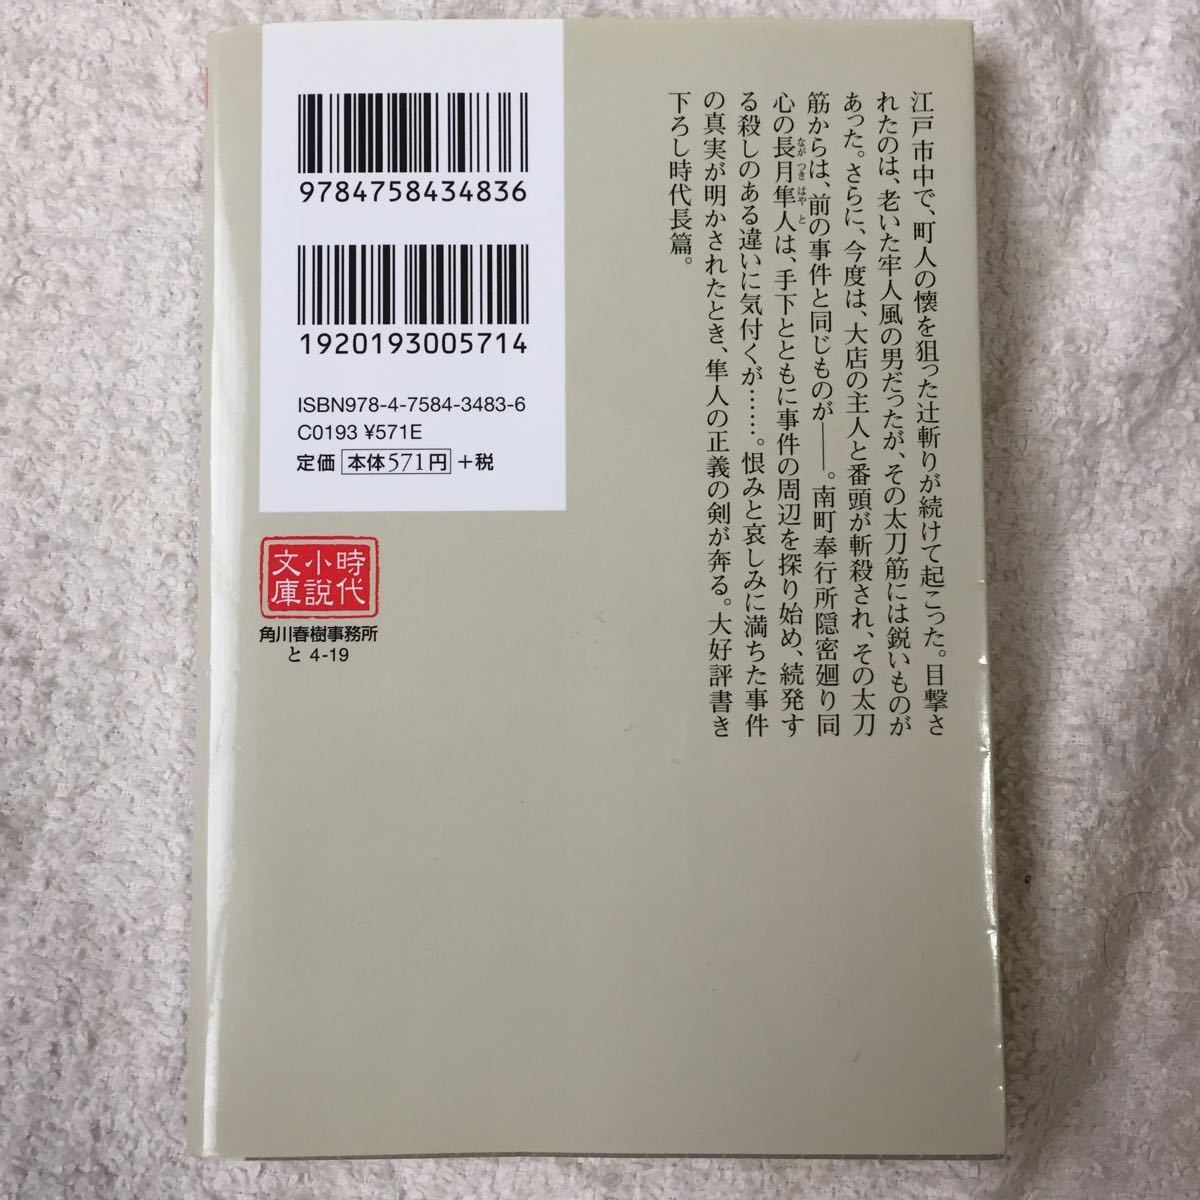 江戸市中で、町人の懐を狙った辻斬りが続けて起こった。目撃さ
れたのは、老いた牢人風の男だったが、その太刀筋には鋭いものが
あった。さらに、今度は、大店の主人と番頭が斬殺され、その太刀
筋からは、前の事件と同じものが――。南町奉行所隠密廻り同
心の長月隼人は、手下とともに事件の周辺を探り始め、続発す
ながつきはやと
る殺しのある違いに気付くが……。恨みと哀しみに満ちた事件
の真実が明かされたとき、隼人の正義の剣が奔る。大好評書き
下ろし時代長篇。
9784758434836
1920193005714
ISBN978-4-7584-3483-6
C0193 ¥571E
定価 本体571円 +税
時代
小説
文庫
角川春樹事務所
と 4-19